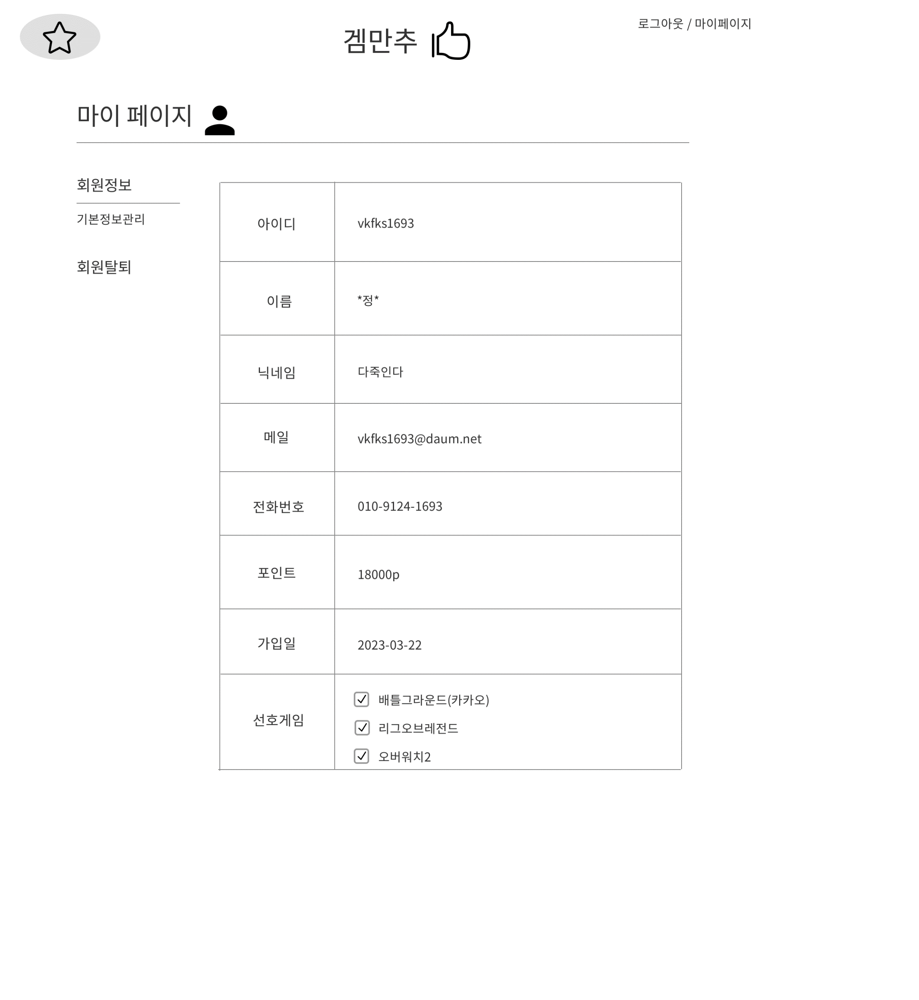 로그아웃 / 마이페이지
겜만추
마이 페이지
회원정보
기본정보관리
회원탈퇴
아이디 vkfks1693
이름 *정*
닉네임 다죽인다
메일 vkfks1693@daum.net
전화번호 010-9124-1693
포인트 18000p
가입일 2023-03-22
선호게임
배틀그라운드(카카오)
리그오브레전드
오버워치2